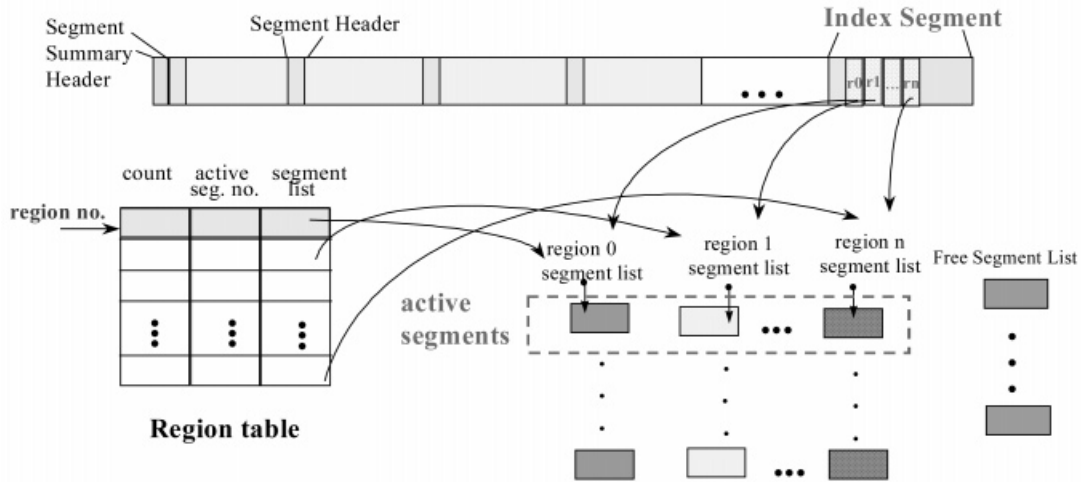 Segment
Summary
Header
Segment Header
Index Segment
r0 r1 ... rn
count
active
seg. no.
segment
list
region no.
Region table
region 0
segment list
region 1
segment list
region n
segment list
Free Segment List
active
segments